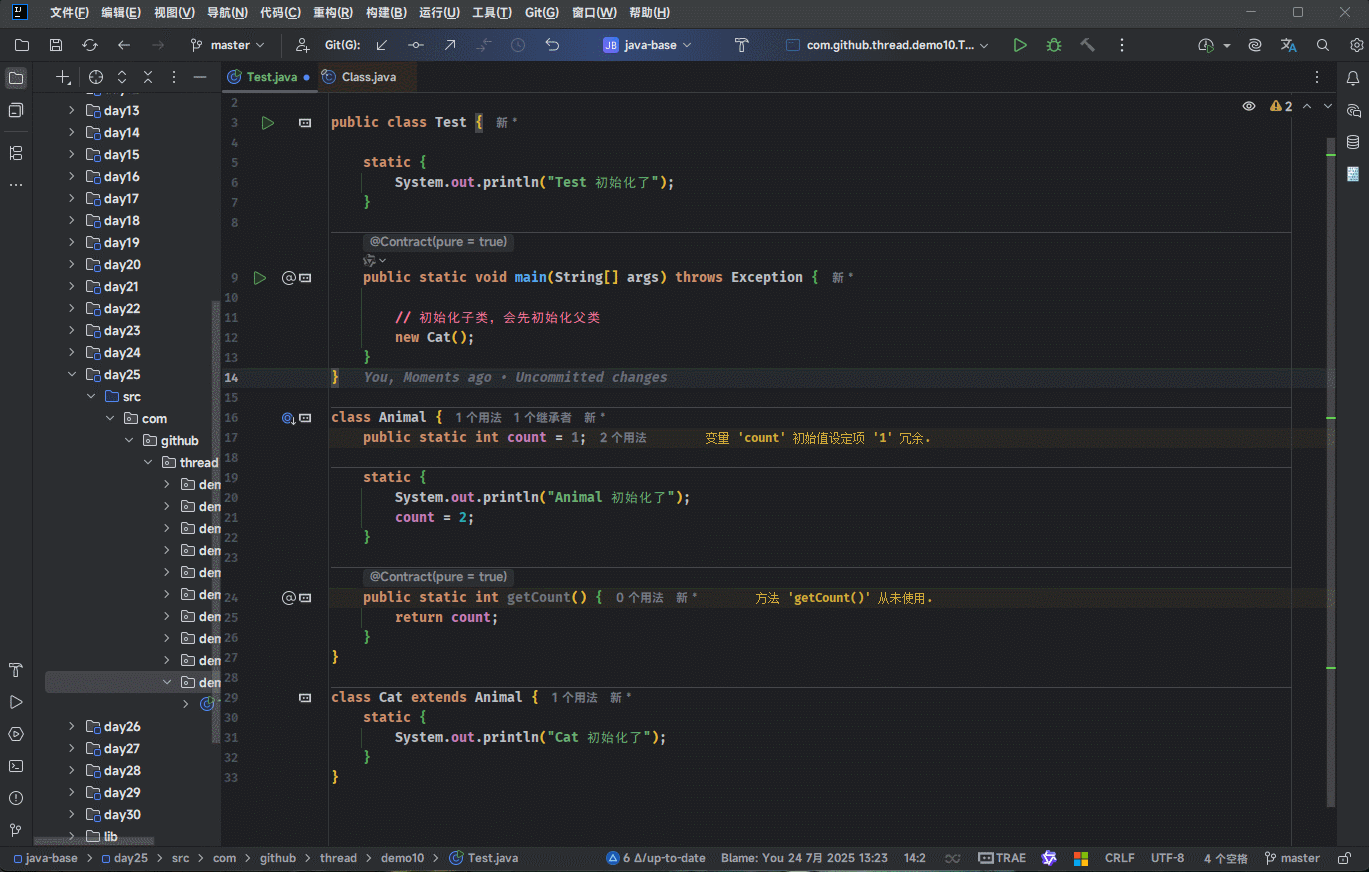 文件(F) 编辑(E) 视图(V) 导航(N) 代码(C) 重构(R) 构建(B) 运行(U) 工具(T) Git(G) 窗口(W) 帮助(H)
master Git(G): JB java-base com.github.thread.demo10.T...
Test.java Class.java
day13
day14
day15
day16
day17
day18
day19
day20
day21
day22
day23
day24
day25
src
com
github
thread
den
den
den
den
den
den
den
den
den
den
day26
day27
day28
day29
day30
lib
2
2
3 public class Test { 新 *
4
5 static {
6 System.out.println("Test 初始化了");
7 }
8
@Contract(pure = true)
9 public static void main(String[] args) throws Exception { 新 *
10
11 // 初始化子类，会先初始化父类
12 new Cat();
13 }
14 } You, Moments ago • Uncommitted changes
15
16 class Animal { 1 个用法 1 个继承者 新 *
17 public static int count = 1; 2 个用法 变量 'count' 初始值设定项 '1' 冗余.
18
19 static {
20 System.out.println("Animal 初始化了");
21 count = 2;
22 }
23
@Contract(pure = true)
24 public static int getCount() { 0 个用法 新 * 方法 'getCount()' 从未使用.
25 return count;
26 }
27 }
28
29 class Cat extends Animal { 1 个用法 新 *
30 static {
31 System.out.println("Cat 初始化了");
32 }
33 }
java-base > day25 > src > com > github > thread > demo10 > Test.java 6 Δ/up-to-date Blame: You 24 7月 2025 13:23 14:2 TRAE CRLF UTF-8 4 个空格 master